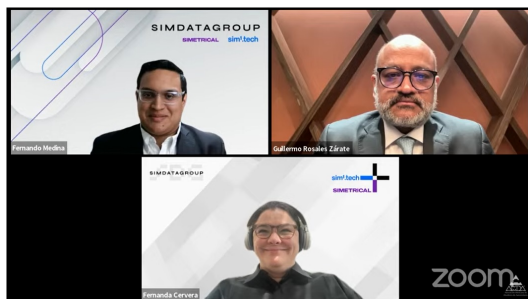 SIMDATAGROUP
SIMETRICAL sim².tech
Fernando Medina
Guillermo Rosales Zárate
SIMDATAGROUP
sim².tech
SIMETRICAL
Fernanda Cervera
zoom